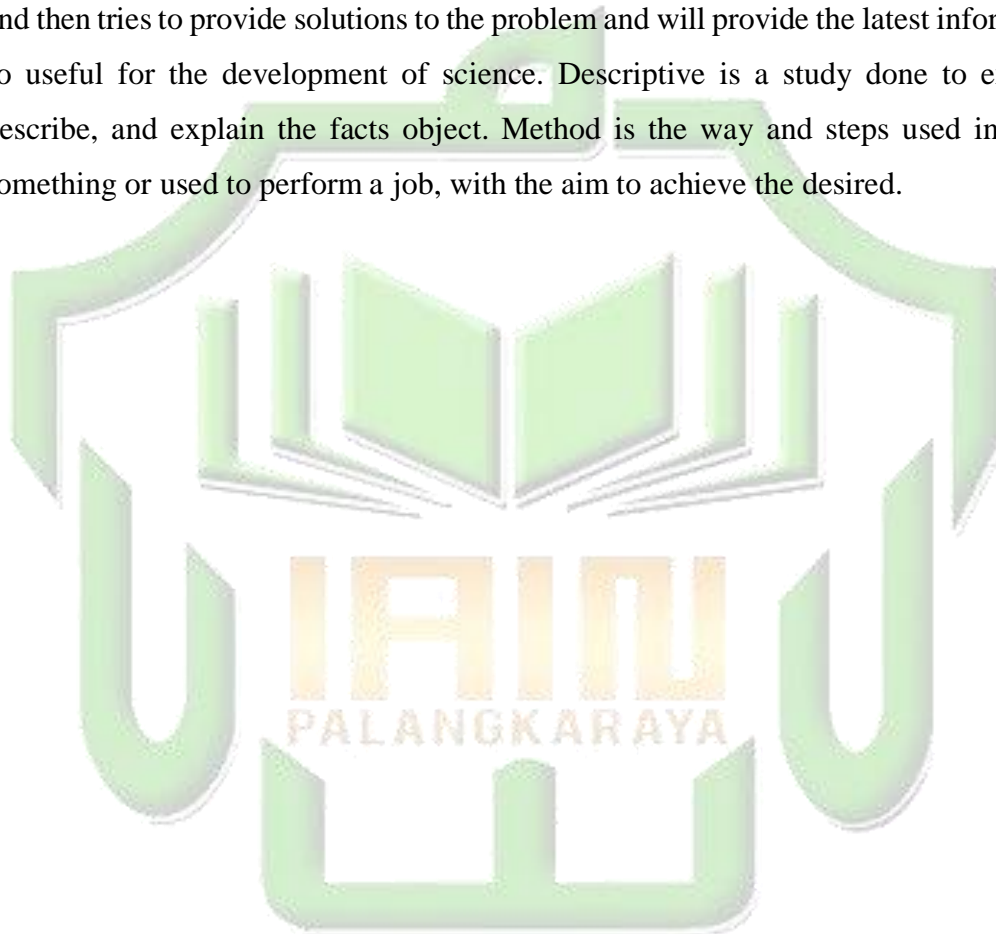 nd then tries to provide solutions to the problem and will provide the latest infor
o useful for the development of science. Descriptive is a study done to e
escribe, and explain the facts object. Method is the way and steps used in
omething or used to perform a job, with the aim to achieve the desired.
IAIN
PALANGKARAYA